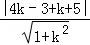 |4k − 3+k+5|
√1+k²